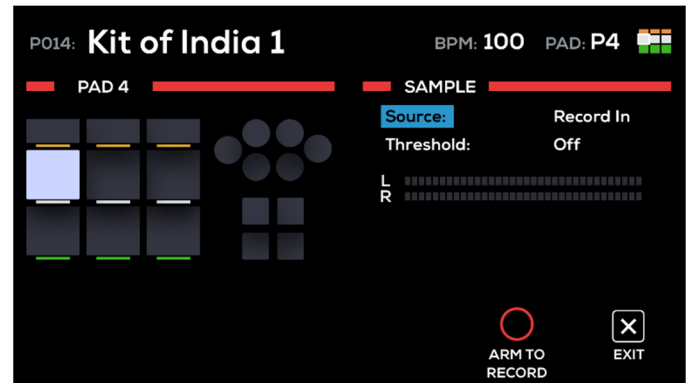 P014: Kit of India 1 BPM: 100 PAD: P4
PAD 4
SAMPLE
Source: Record In
Threshold: Off
L
R
ARM TO
RECORD
EXIT